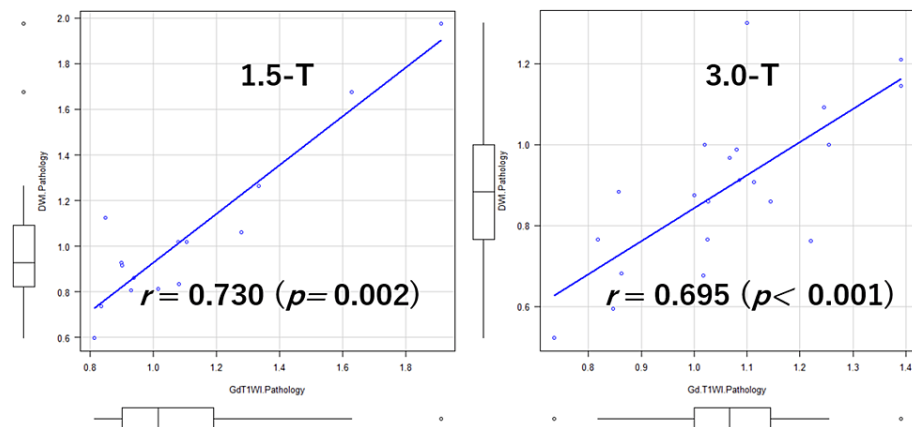 2.0
1.8
1.6
1.4
1.2
1.0
0.8
0.6
DWI.Pathology
1.5-T
r = 0.730 (p= 0.002)
0.8 1.0 1.2 1.4 1.6 1.8
GdT1WI.Pathology
1.2
1.0
0.8
0.6
DWI.Pathology
3.0-T
r = 0.695 (p< 0.001)
0.8 0.9 1.0 1.1 1.2 1.3 1.4
Gd.T1WI.Pathology